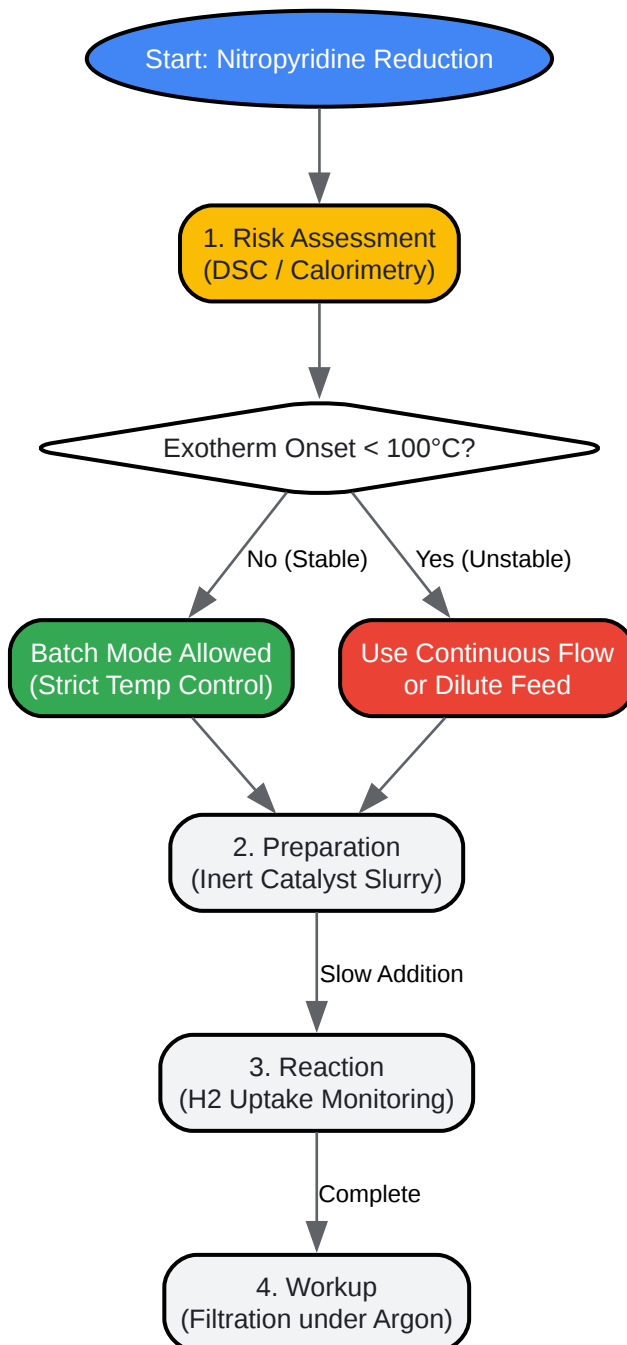 Start: Nitropyridine Reduction
1. Risk Assessment
(DSC / Calorimetry)
Exotherm Onset < 100°C?
No (Stable)
Yes (Unstable)
Batch Mode Allowed
(Strict Temp Control)
Use Continuous Flow
or Dilute Feed
2. Preparation
(Inert Catalyst Slurry)
Slow Addition
3. Reaction
(H2 Uptake Monitoring)
Complete
4. Workup
(Filtration under Argon)